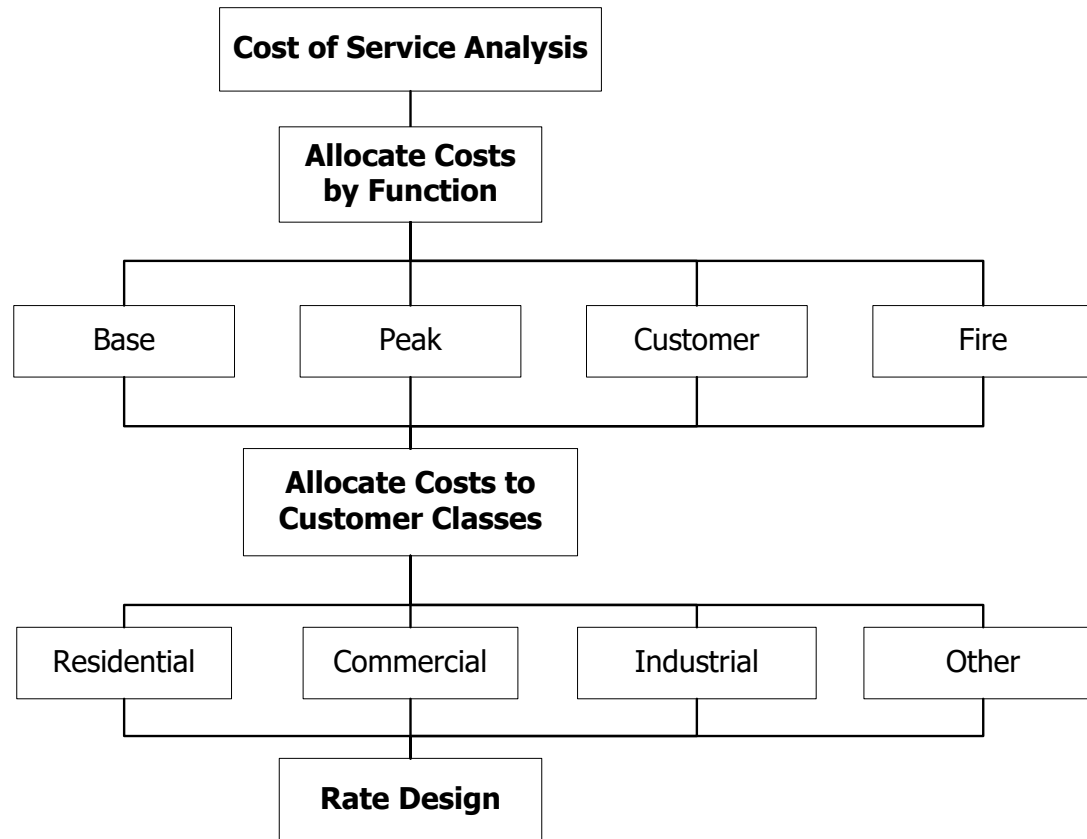 Cost of Service Analysis
Allocate Costs
by Function
Base
Peak
Customer
Fire
Allocate Costs to
Customer Classes
Residential
Commercial
Industrial
Other
Rate Design